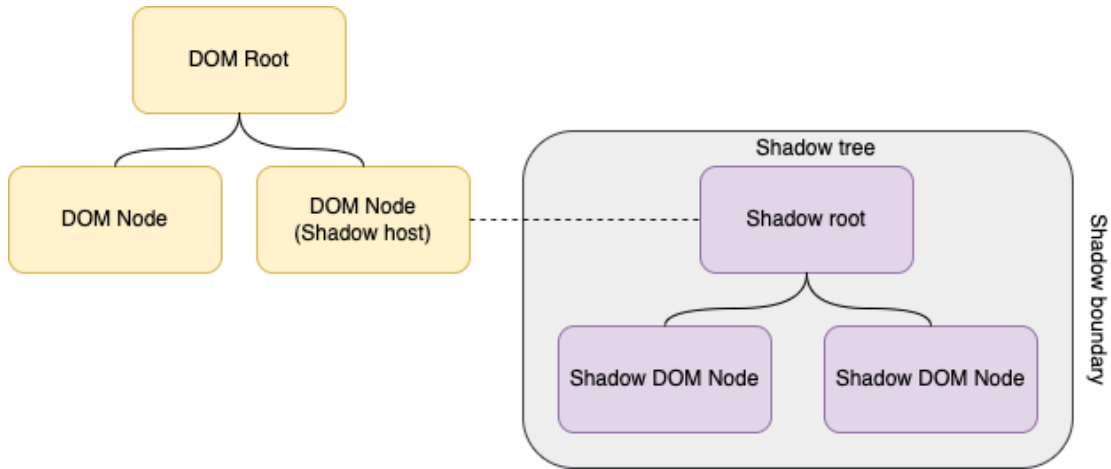 DOM Root
DOM Node
DOM Node
(Shadow host)
Shadow tree
Shadow root
Shadow DOM Node
Shadow DOM Node
Shadow boundary